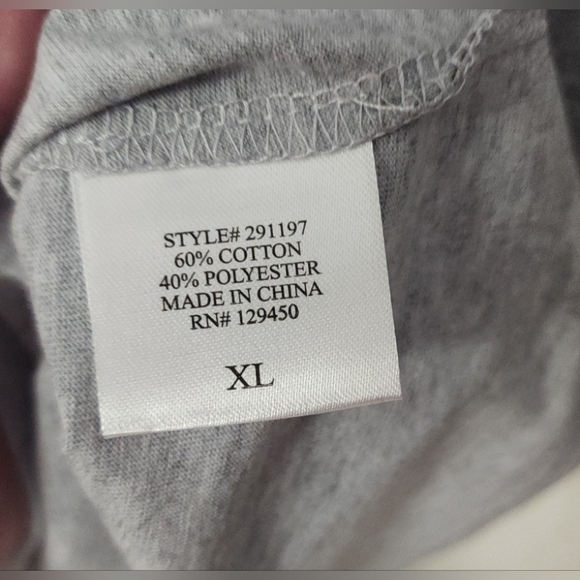 STYLE# 291197
60% COTTON
40% POLYESTER
MADE IN CHINA
RN# 129450
XL